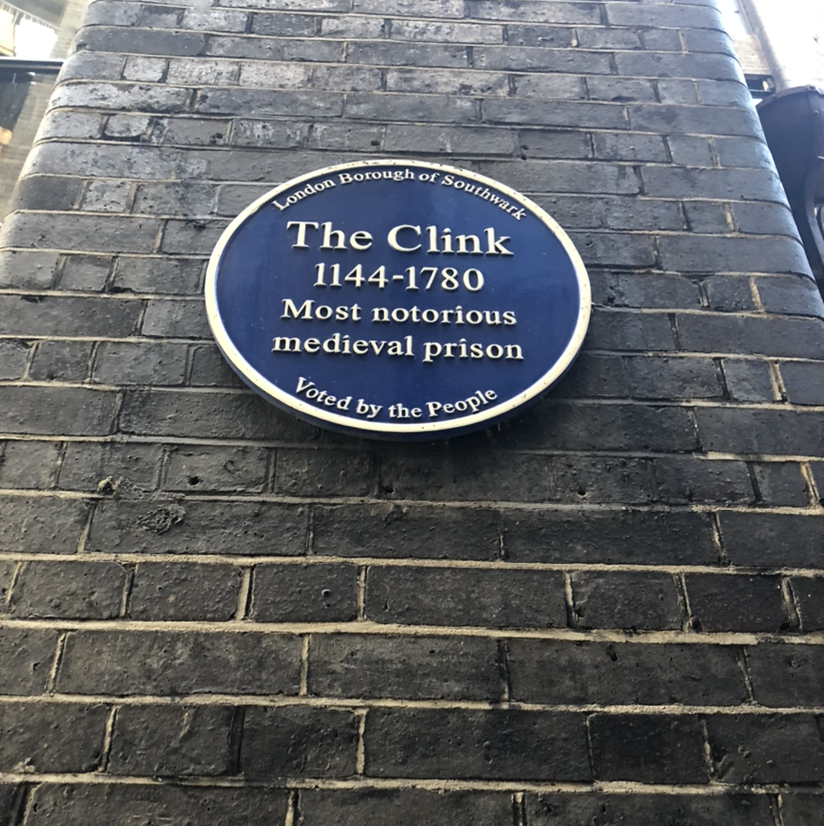 London Borough of Southwark
The Clink
1144-1780
Most notorious
medieval prison
Voted by the People